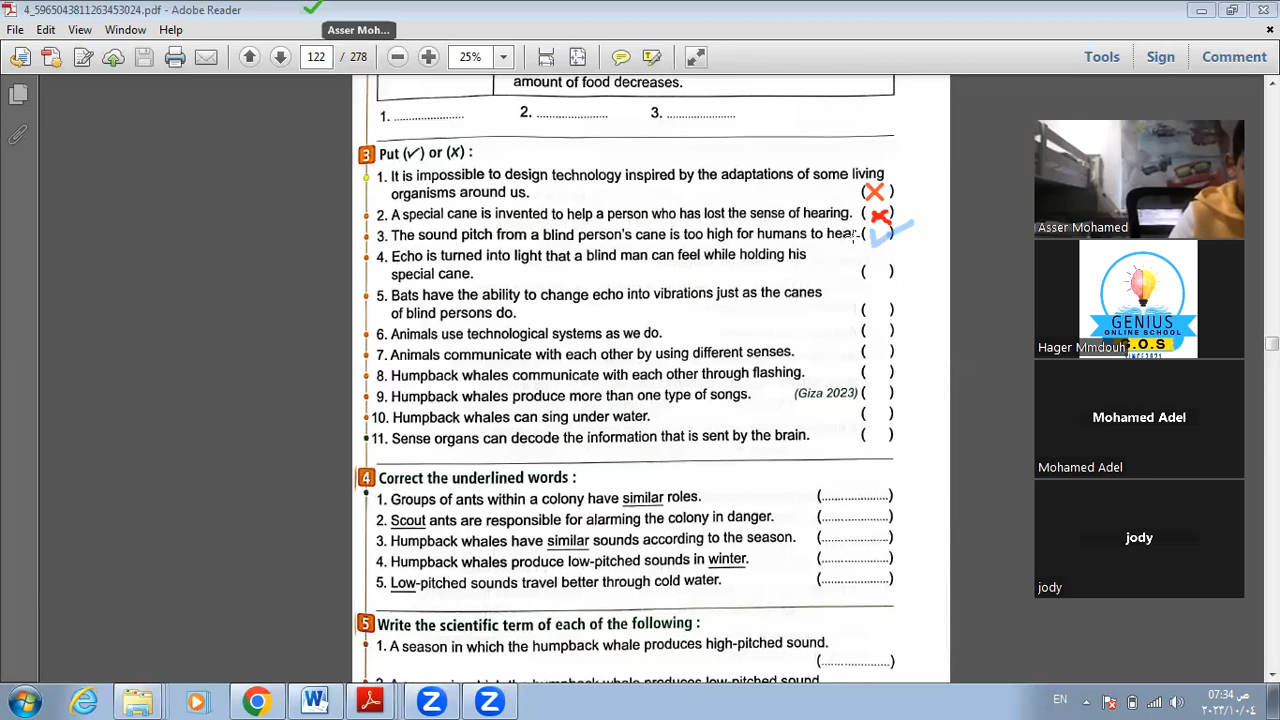 4_5965043811263453024.pdf - Adobe Reader
Asser Moh...
File Edit View Window Help
122 / 278 25% Tools Sign Comment
amount of food decreases.
1. .................... 2. .................... 3. ....................
3 Put (✓) or (x) :
1. It is impossible to design technology inspired by the adaptations of some living
organisms around us. (X)
2. A special cane is invented to help a person who has lost the sense of hearing. (x)
3. The sound pitch from a blind person's cane is too high for humans to hear. (✓
4. Echo is turned into light that a blind man can feel while holding his
special cane. ( )
5. Bats have the ability to change echo into vibrations just as the canes
of blind persons do. ( )
6. Animals use technological systems as we do. ( )
7. Animals communicate with each other by using different senses. ( )
8. Humpback whales communicate with each other through flashing. ( )
9. Humpback whales produce more than one type of songs. (Giza 2023) ( )
10. Humpback whales can sing under water. ( )
11. Sense organs can decode the information that is sent by the brain. ( )
4 Correct the underlined words :
1. Groups of ants within a colony have similar roles. (....................)
2. Scout ants are responsible for alarming the colony in danger. (....................)
3. Humpback whales have similar sounds according to the season. (....................)
4. Humpback whales produce low-pitched sounds in winter. (....................)
5. Low-pitched sounds travel better through cold water. (....................)
5 Write the scientific term of each of the following :
1. A season in which the humpback whale produces high-pitched sound.
(....................)
Asser Mohamed
GENIUS
ONLINE SCHOOL
G.O.S
Hager Mmdouh
Mohamed Adel
Mohamed Adel
jody
jody
EN
07:34 ص
٢٠٢٣/١٠/٠٤